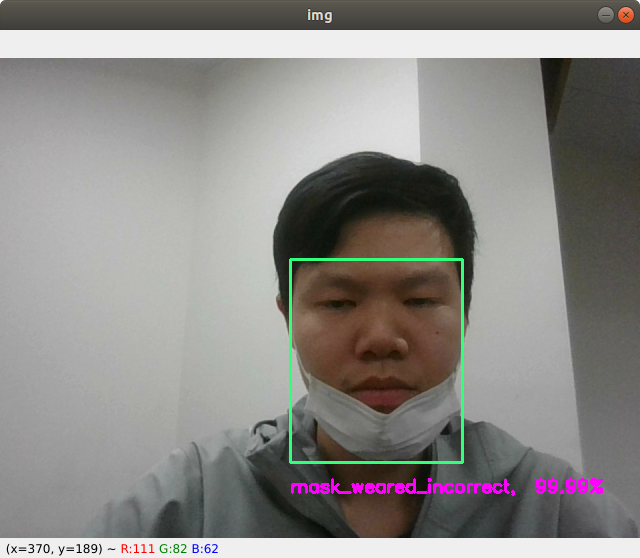 img
mask_weared_incorrect, 99.99%
(x=370, y=189) ~ R:111 G:82 B:62